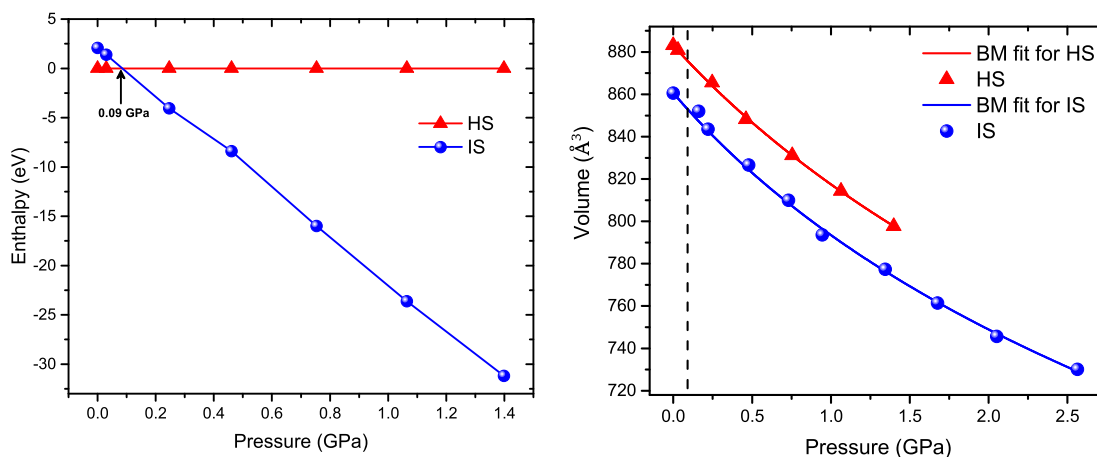 5
0
-5
-10
-15
-20
-25
-30
Enthalpy (eV)
0.09 GPa
HS
IS
0.0 0.2 0.4 0.6 0.8 1.0 1.2 1.4
Pressure (GPa)
880
860
840
820
800
780
760
740
720
Volume (Å³)
BM fit for HS
HS
BM fit for IS
IS
0.0 0.5 1.0 1.5 2.0 2.5
Pressure (GPa)